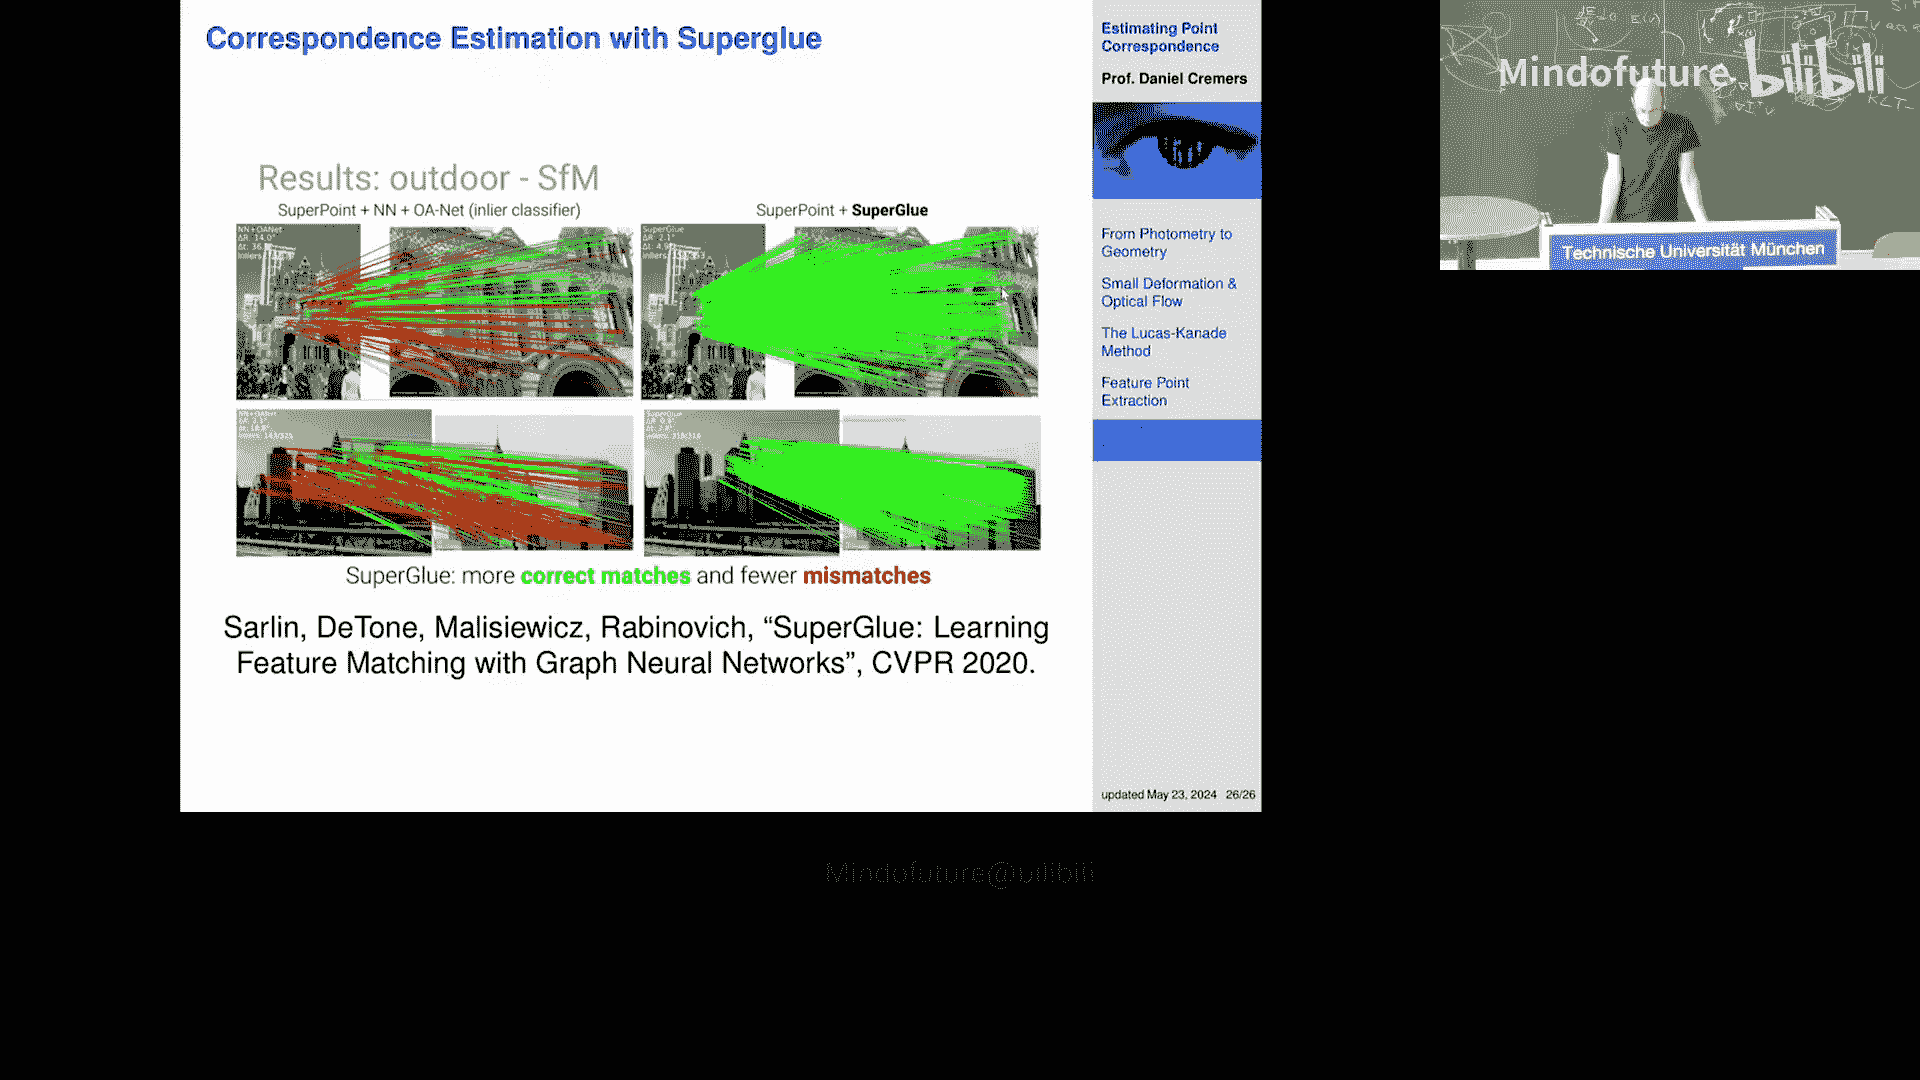 Correspondence Estimation with Superglue
Results: outdoor - SfM
SuperPoint + NN + OA-Net (inlier classifier)
SuperPoint + SuperGlue
SuperGlue: more correct matches and fewer mismatches
Sarlin, DeTone, Malisiewicz, Rabinovich, “SuperGlue: Learning
Feature Matching with Graph Neural Networks”, CVPR 2020.
Estimating Point
Correspondence
Prof. Daniel Cremers
From Photometry to
Geometry
Small Deformation &
Optical Flow
The Lucas-Kanade
Method
Feature Point
Extraction
updated May 23, 2024 26/26
Mindofuture
bilibili
Technische Universität München
Mindofuture@bilibili